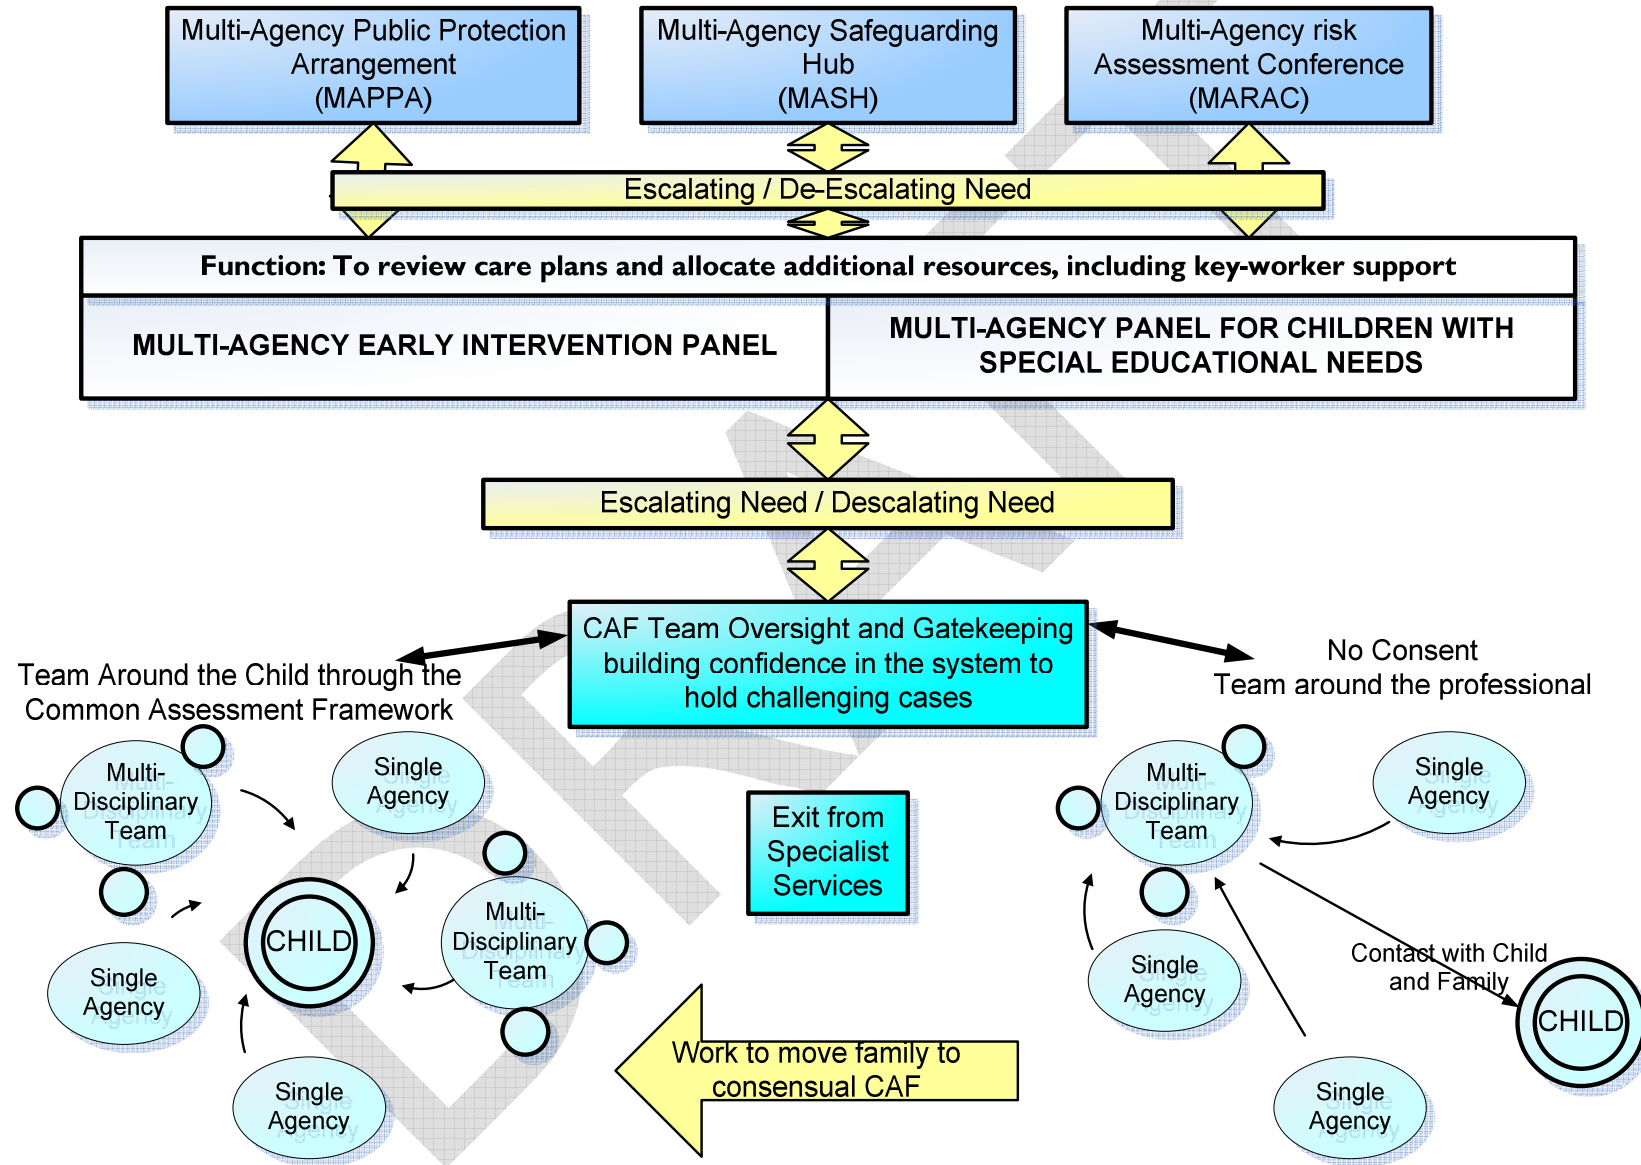 Multi-Agency Public Protection
Arrangement
(MAPPA)
Multi-Agency Safeguarding
Hub
(MASH)
Multi-Agency risk
Assessment Conference
(MARAC)
Escalating / De-Escalating Need
Function: To review care plans and allocate additional resources, including key-worker support
MULTI-AGENCY EARLY INTERVENTION PANEL
MULTI-AGENCY PANEL FOR CHILDREN WITH
SPECIAL EDUCATIONAL NEEDS
Escalating Need / Descalating Need
CAF Team Oversight and Gatekeeping
building confidence in the system to
hold challenging cases
Team Around the Child through the
Common Assessment Framework
No Consent
Team around the professional
Multi-
Disciplinary
Team
Single
Agency
Multi-
Disciplinary
Team
Single
Agency
Single
Agency
CHILD
Exit from
Specialist
Services
Multi-
Disciplinary
Team
Single
Agency
Single
Agency
Single
Agency
Contact with Child
and Family
CHILD
Work to move family to
consensual CAF
DRAFT